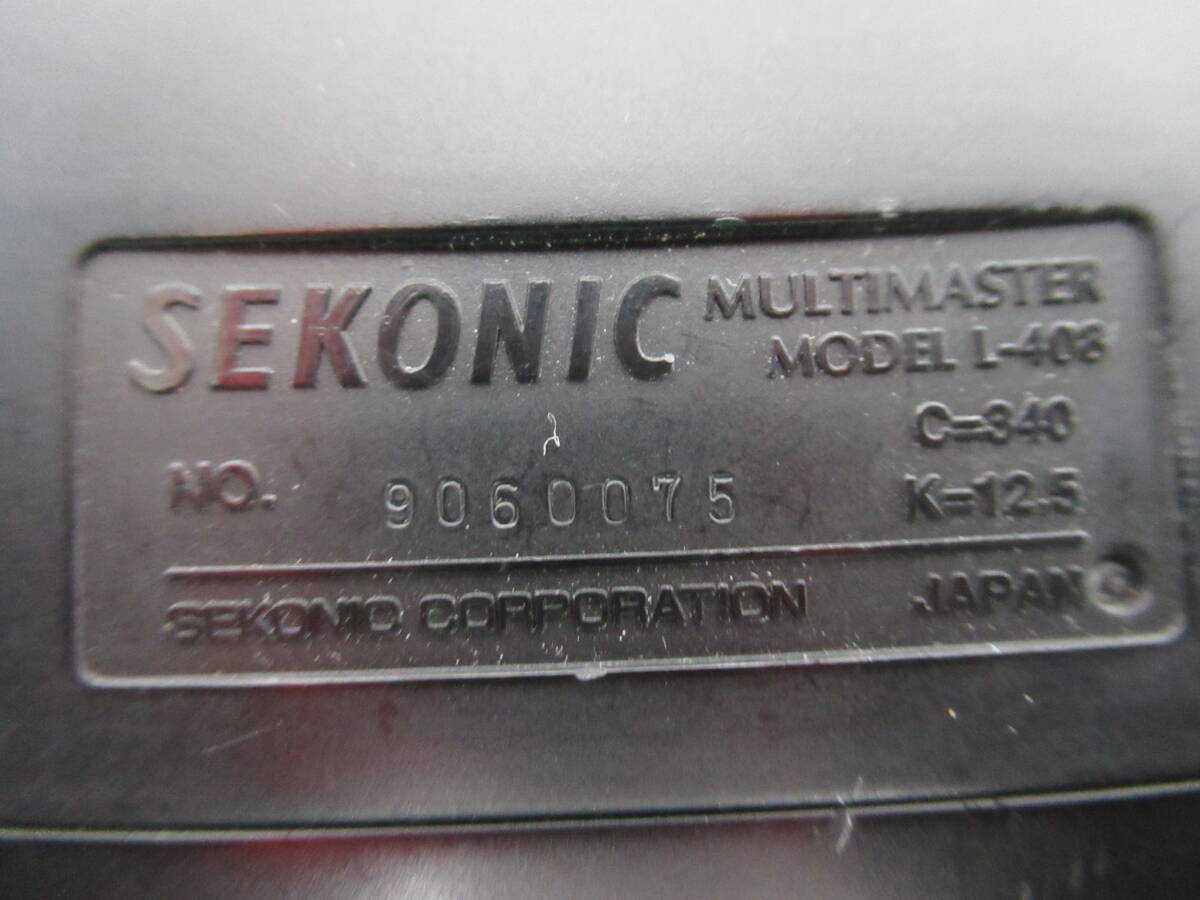 SEKONIC MULTIMASTER
MODEL L-408
C=340
NO. 9060075 K=12.5
SEKONIC CORPORATION JAPAN